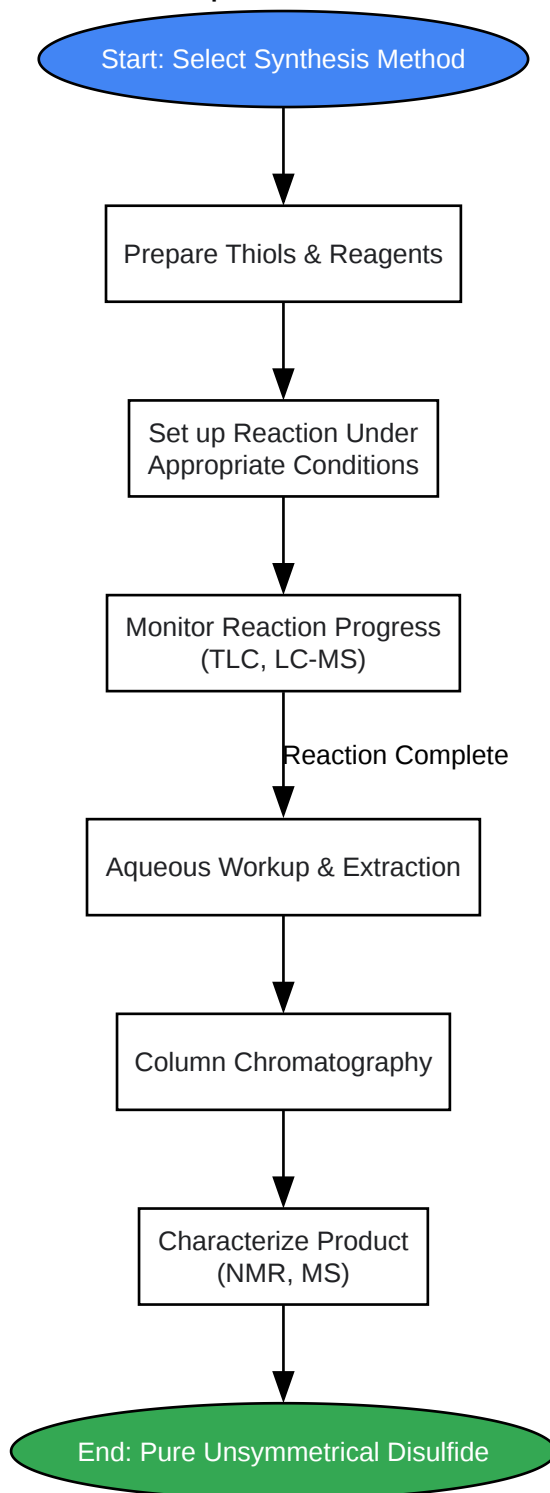 Start: Select Synthesis Method
Prepare Thiols & Reagents
Set up Reaction Under
Appropriate Conditions
Monitor Reaction Progress
(TLC, LC-MS)
Reaction Complete
Aqueous Workup & Extraction
Column Chromatography
Characterize Product
(NMR, MS)
End: Pure Unsymmetrical Disulfide